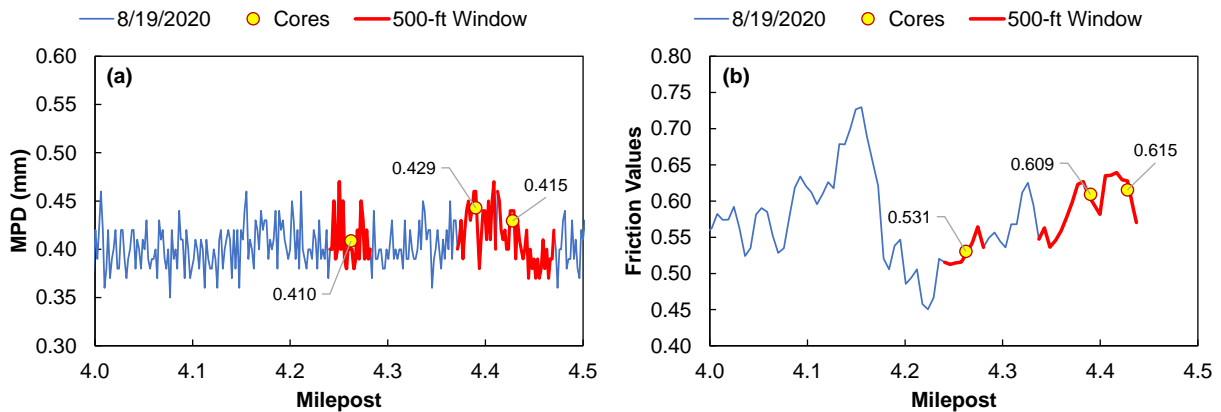 8/19/2020 Cores 500-ft Window
(a)
MPD (mm)
0.60
0.55
0.50
0.45
0.40
0.35
0.30
0.429
0.415
0.410
4.0 4.1 4.2 4.3 4.4 4.5
Milepost
8/19/2020 Cores 500-ft Window
(b)
Friction Values
0.80
0.75
0.70
0.65
0.60
0.55
0.50
0.45
0.40
0.609
0.615
0.531
4.0 4.1 4.2 4.3 4.4 4.5
Milepost